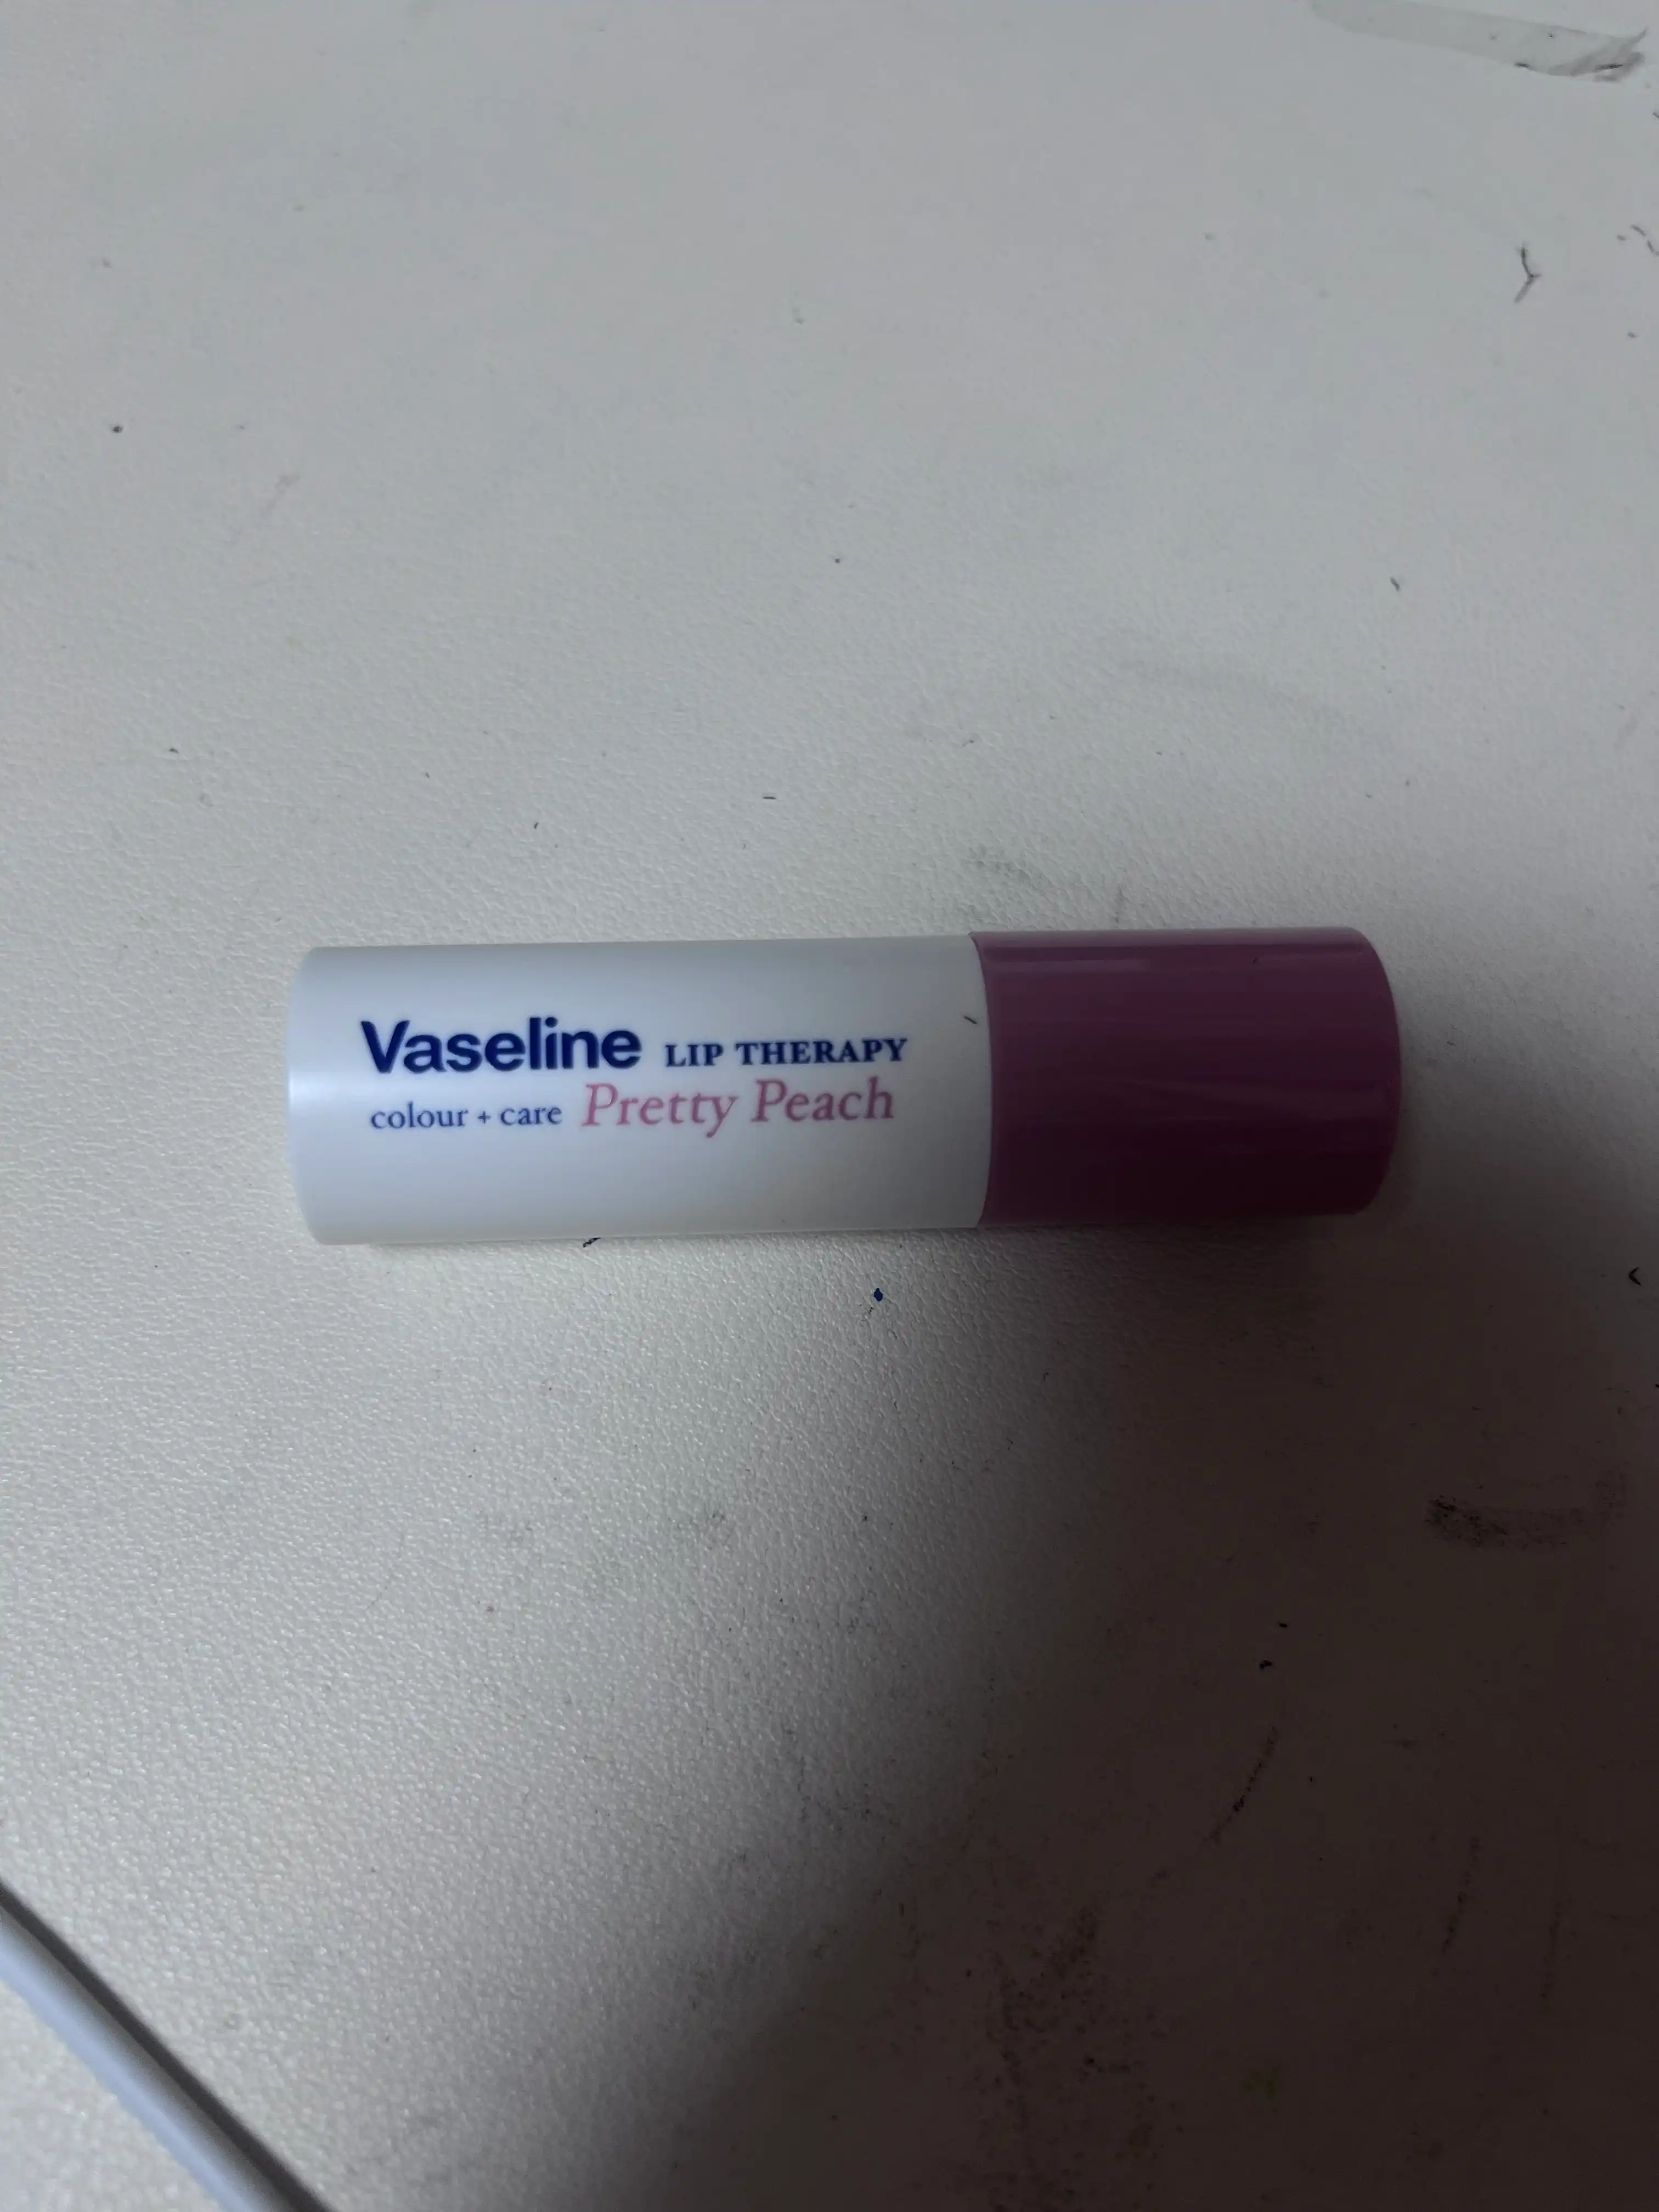 Vaseline LIP THERAPY
colour + care Pretty Peach